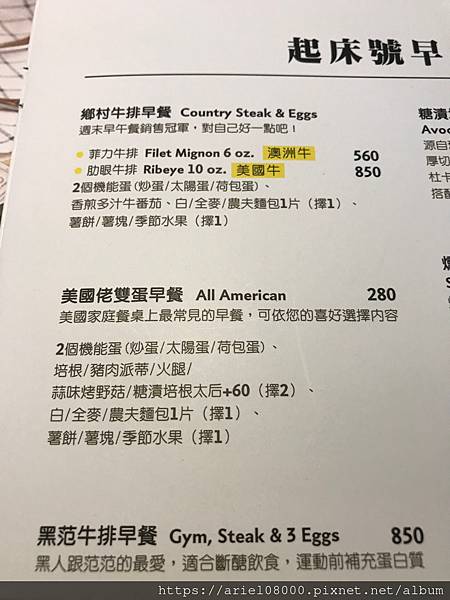 起床號早
鄉村牛排早餐 Country Steak & Eggs
週末早午餐銷售冠軍，對自己好一點吧！
菲力牛排 Filet Mignon 6 oz. 澳洲牛 560
肋眼牛排 Ribeye 10 oz. 美國牛 850
2個機能蛋(炒蛋/太陽蛋/荷包蛋)、
香煎多汁牛番茄、白/全麥/農夫麵包1片（擇1）、
薯餅/薯塊/季節水果（擇1）
美國佬雙蛋早餐 All American 280
美國家庭餐桌上最常見的早餐，可依您的喜好選擇內容
2個機能蛋(炒蛋/太陽蛋/荷包蛋)、
培根/豬肉派蒂/火腿/
蒜味烤野菇/糖漬培根太后+60（擇2）、
白/全麥/農夫麵包1片（擇1）、
薯餅/薯塊/季節水果（擇1）
黑范牛排早餐 Gym, Steak & 3 Eggs 850
黑人跟范范的最愛，適合斷醣飲食，運動前補充蛋白質
糖漬
Avoc
源自
厚切
杜卡
搭配
https://ariel08000.pixnet.net/album